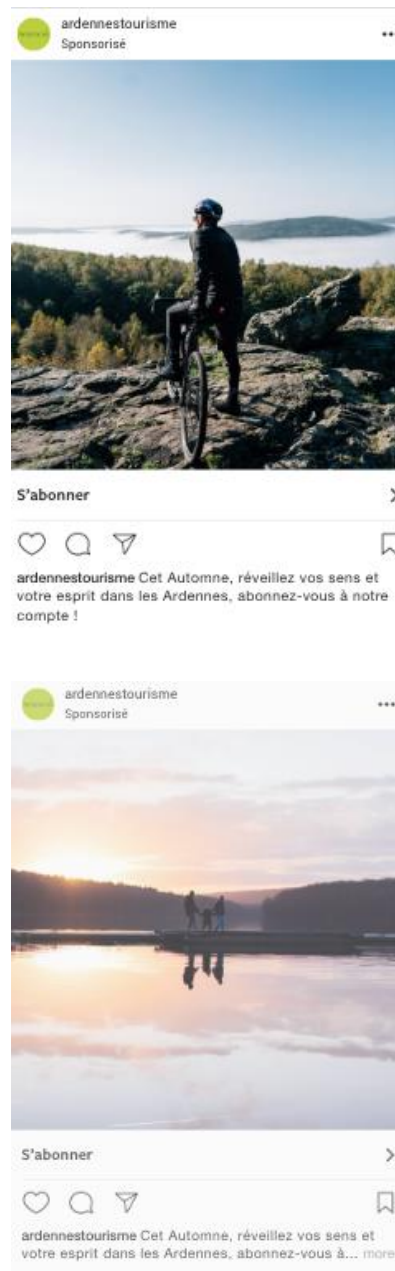 ardennestourisme
Sponsorisé
S'abonner
ardennestourisme Cet Automne, réveillez vos sens et
votre esprit dans les Ardennes, abonnez-vous à notre
compte !
ardennestourisme
Sponsorisé
S'abonner
ardennestourisme Cet Automne, réveillez vos sens et
votre esprit dans les Ardennes, abonnez-vous à... more